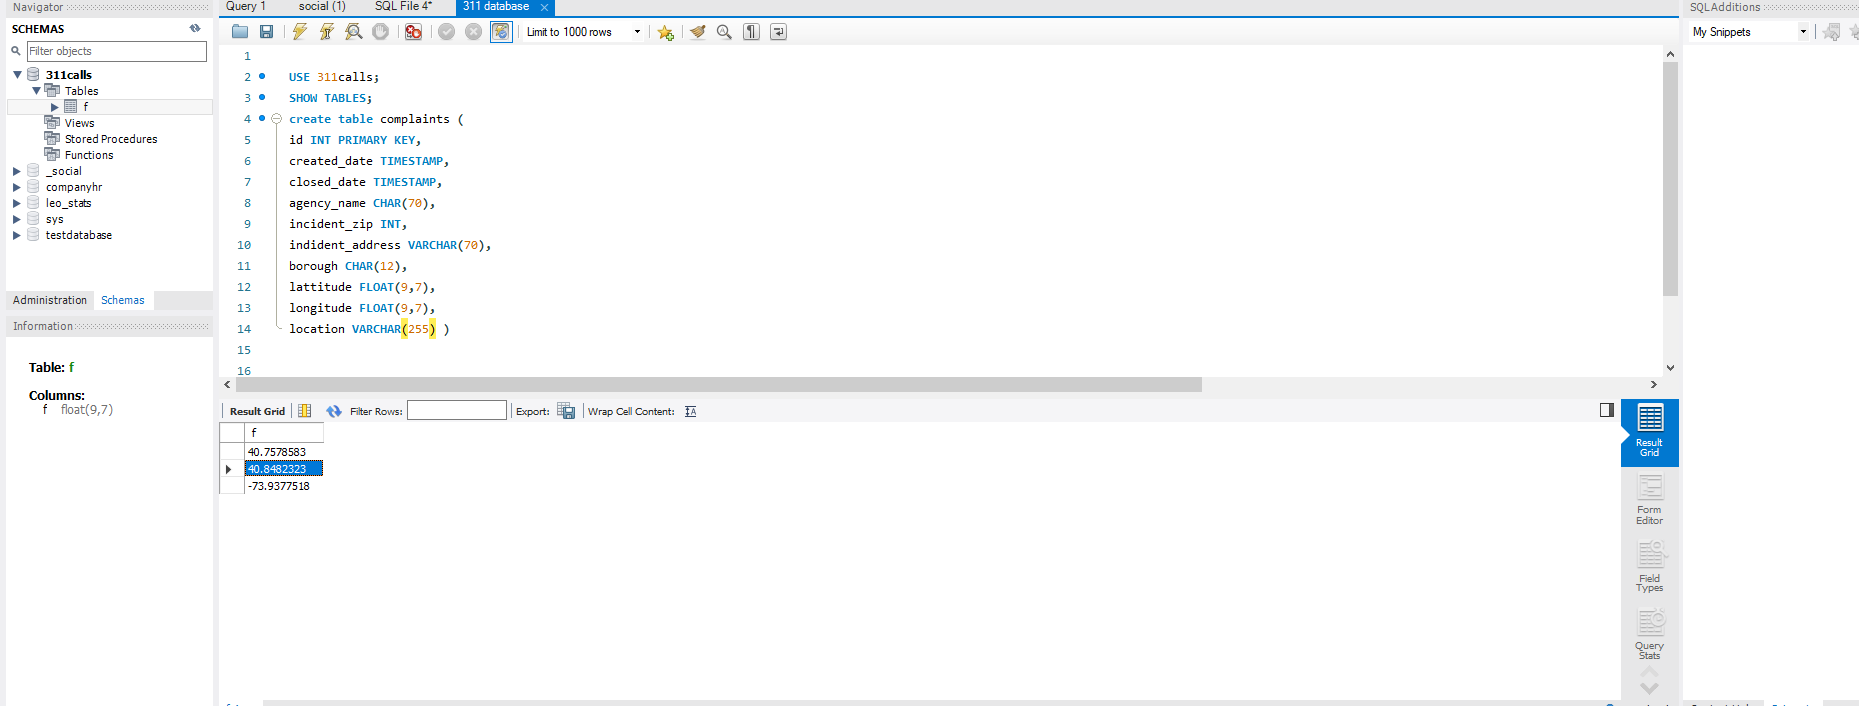 Navigator
SCHEMAS
Filter objects
311calls
Tables
f
Views
Stored Procedures
Functions
_social
companyhr
leo_stats
sys
testdatabase
Administration Schemas
Information
Table: f
Columns:
f float(9,7)
Query 1 social (1) SQL File 4* 311 database
Limit to 1000 rows
1
2 USE 311calls;
3 SHOW TABLES;
4 create table complaints (
5 id INT PRIMARY KEY,
6 created_date TIMESTAMP,
7 closed_date TIMESTAMP,
8 agency_name CHAR(70),
9 incident_zip INT,
10 indident_address VARCHAR(70),
11 borough CHAR(12),
12 lattitude FLOAT(9,7),
13 longitude FLOAT(9,7),
14 location VARCHAR(255) )
15
16
Result Grid Filter Rows: Export: Wrap Cell Content:
f
40.7578583
40.8482323
-73.9377518
Result
Grid
Form
Editor
Field
Types
Query
Stats
SQLAdditions
My Snippets